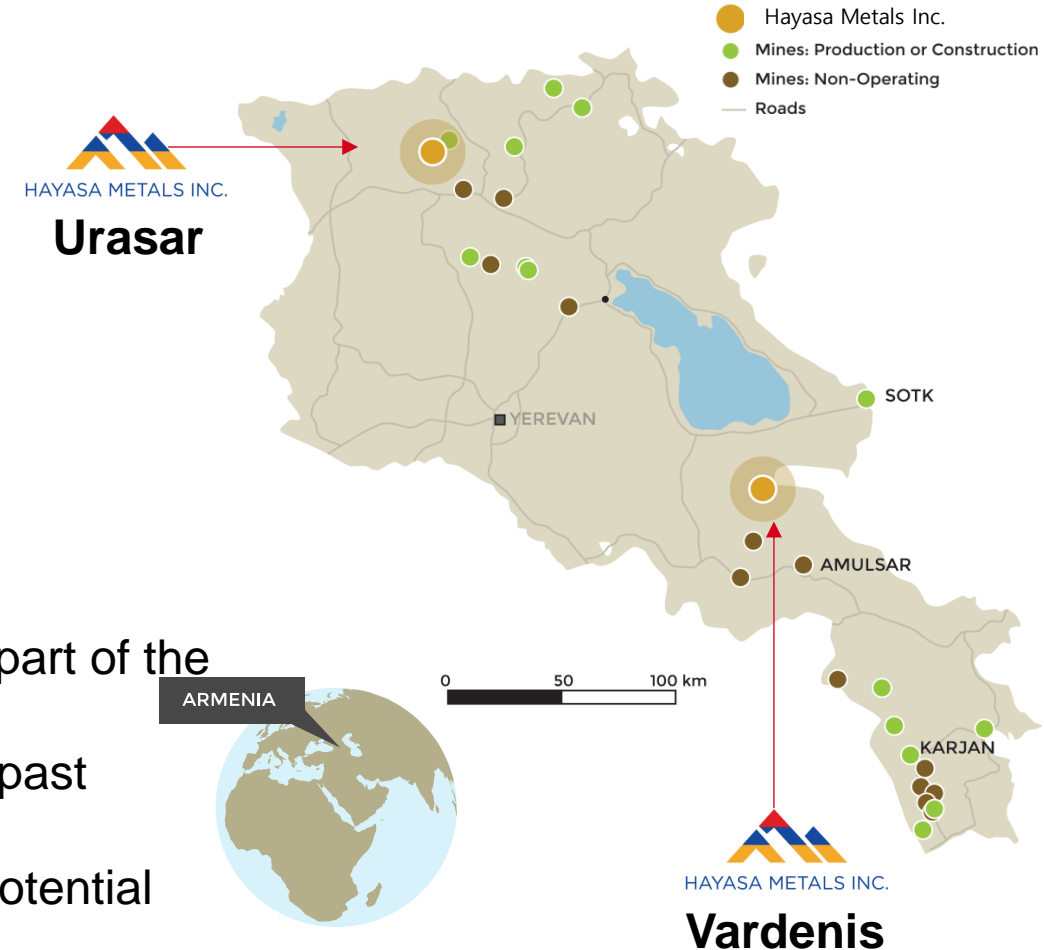 Hayasa Metals Inc.
Mines: Production or Construction
Mines: Non-Operating
Roads
HAYASA METALS INC.
Urasar
SOTK
YEREVAN
AMULSAR
part of the
0 50 100 km
ARMENIA
KARJAN
past
HAYASA METALS INC.
otential
Vardenis